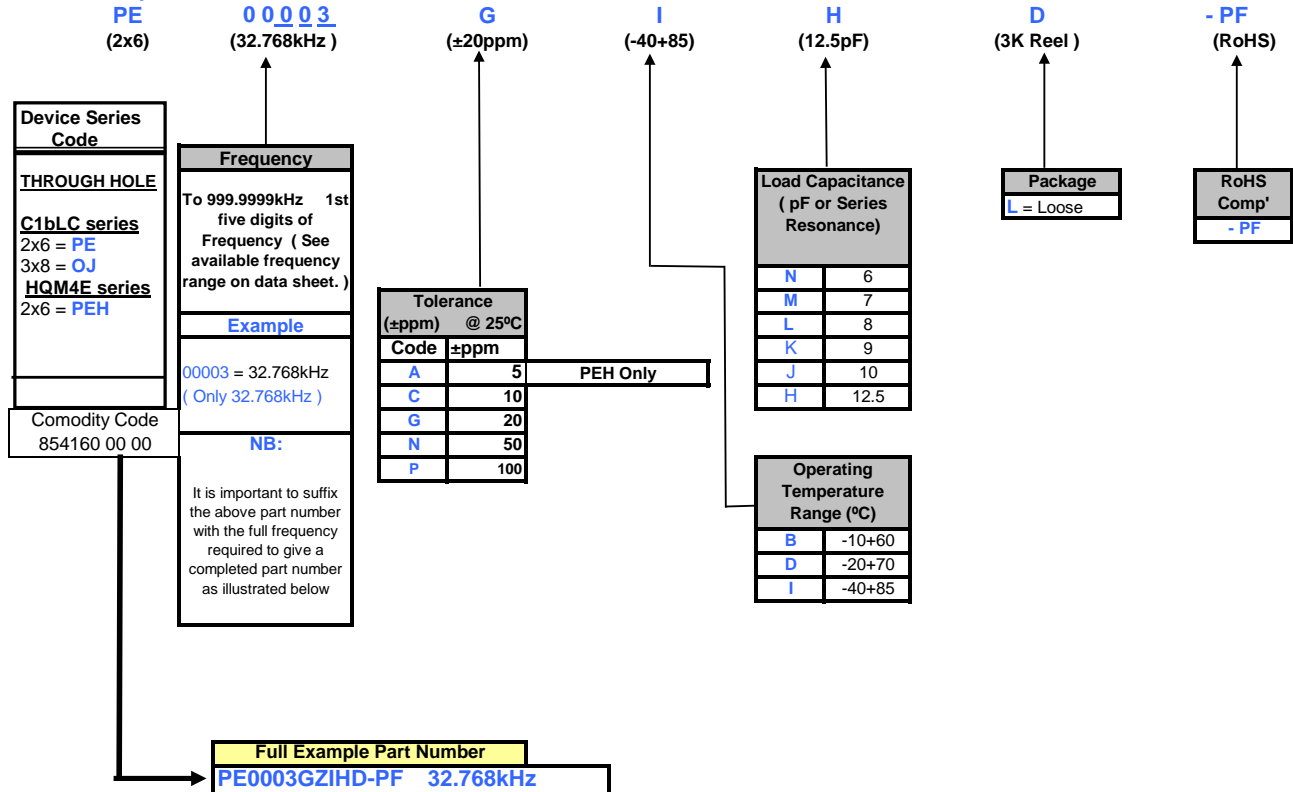 PE 0 0 0 0 3 G I H D - PF
(2x6) (32.768kHz ) (±20ppm) (-40+85) (12.5pF) (3K Reel ) (RoHS)
Device Series
Code
THROUGH HOLE
C1bLC series
2x6 = PE
3x8 = OJ
HQM4E series
2x6 = PEH
Comodity Code
854160 00 00
Frequency
To 999.9999kHz 1st
five digits of
Frequency ( See
available frequency
range on data sheet. )
Example
00003 = 32.768kHz
( Only 32.768kHz )
NB:
It is important to suffix
the above part number
with the full frequency
required to give a
completed part number
as illustrated below
Tolerance
(±ppm) @ 25ºC
Code ±ppm
A 5 PEH Only
C 10
G 20
N 50
P 100
Load Capacitance
( pF or Series
Resonance)
N 6
M 7
L 8
K 9
J 10
H 12.5
Operating
Temperature
Range (ºC)
B -10+60
D -20+70
I -40+85
Package
L = Loose
RoHS
Comp'
- PF
Full Example Part Number
PE0003GZIHD-PF 32.768kHz